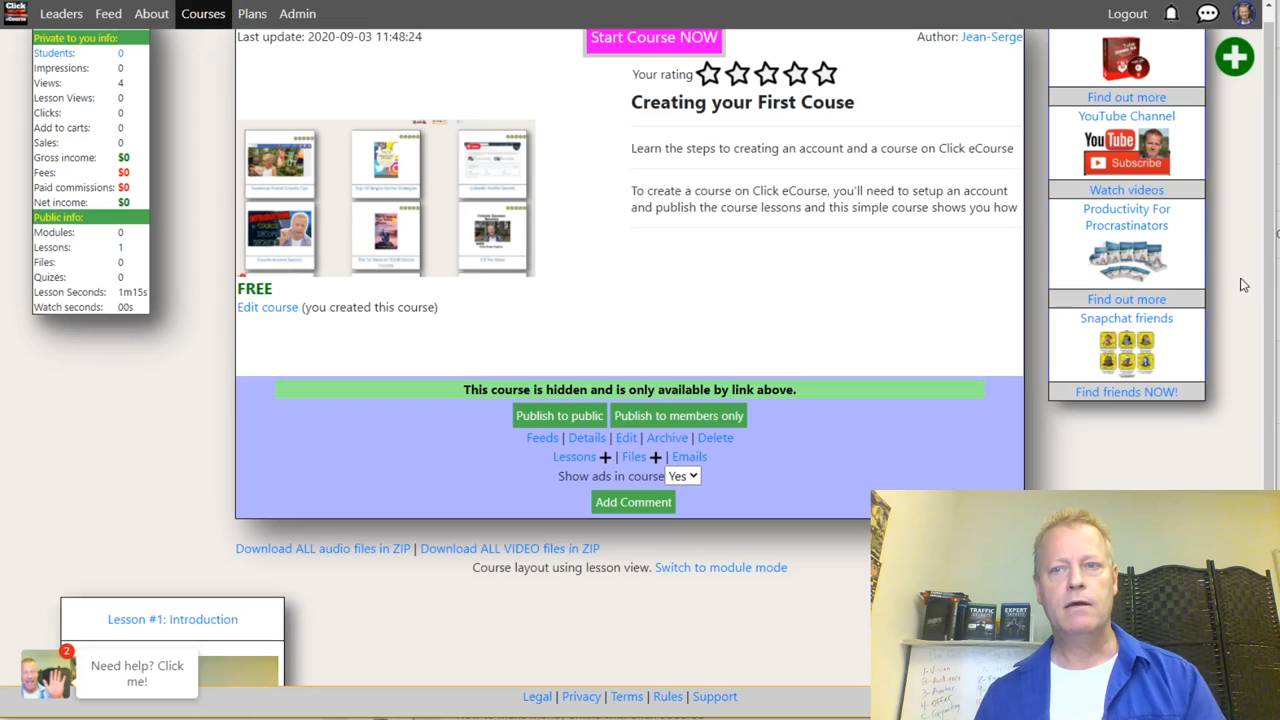 Click
eCourse
Leaders
Feed
About
Courses
Plans
Admin
Logout
Private to you info:
Students: 0
Impressions: 0
Views: 4
Lesson Views: 0
Clicks: 0
Add to carts: 0
Sales: 0
Gross income: $0
Fees: $0
Paid commissions: $0
Net income: $0
Public info:
Modules: 0
Lessons: 1
Files: 0
Quizes: 0
Lesson Seconds: 1m15s
Watch seconds: 00s
Last update: 2020-09-03 11:48:24
Start Course NOW
Author: Jean-Serge
Your rating
Creating your First Couse
Learn the steps to creating an account and a course on Click eCourse
To create a course on Click eCourse, you'll need to setup an account
and publish the course lessons and this simple course shows you how
FREE
Edit course (you created this course)
This course is hidden and is only available by link above.
Publish to public
Publish to members only
Feeds | Details | Edit | Archive | Delete
Lessons + | Files + | Emails
Show ads in course Yes
Add Comment
Download ALL audio files in ZIP | Download ALL VIDEO files in ZIP
Course layout using lesson view. Switch to module mode
Lesson #1: Introduction
2
Need help? Click
me!
Legal | Privacy | Terms | Rules | Support
Find out more
YouTube Channel
You Tube
Subscribe
Watch videos
Productivity For
Procrastinators
Find out more
Snapchat friends
Find friends NOW!
TRAFFIC
SECRETS
EXPERT
SECRETS
1-Vision